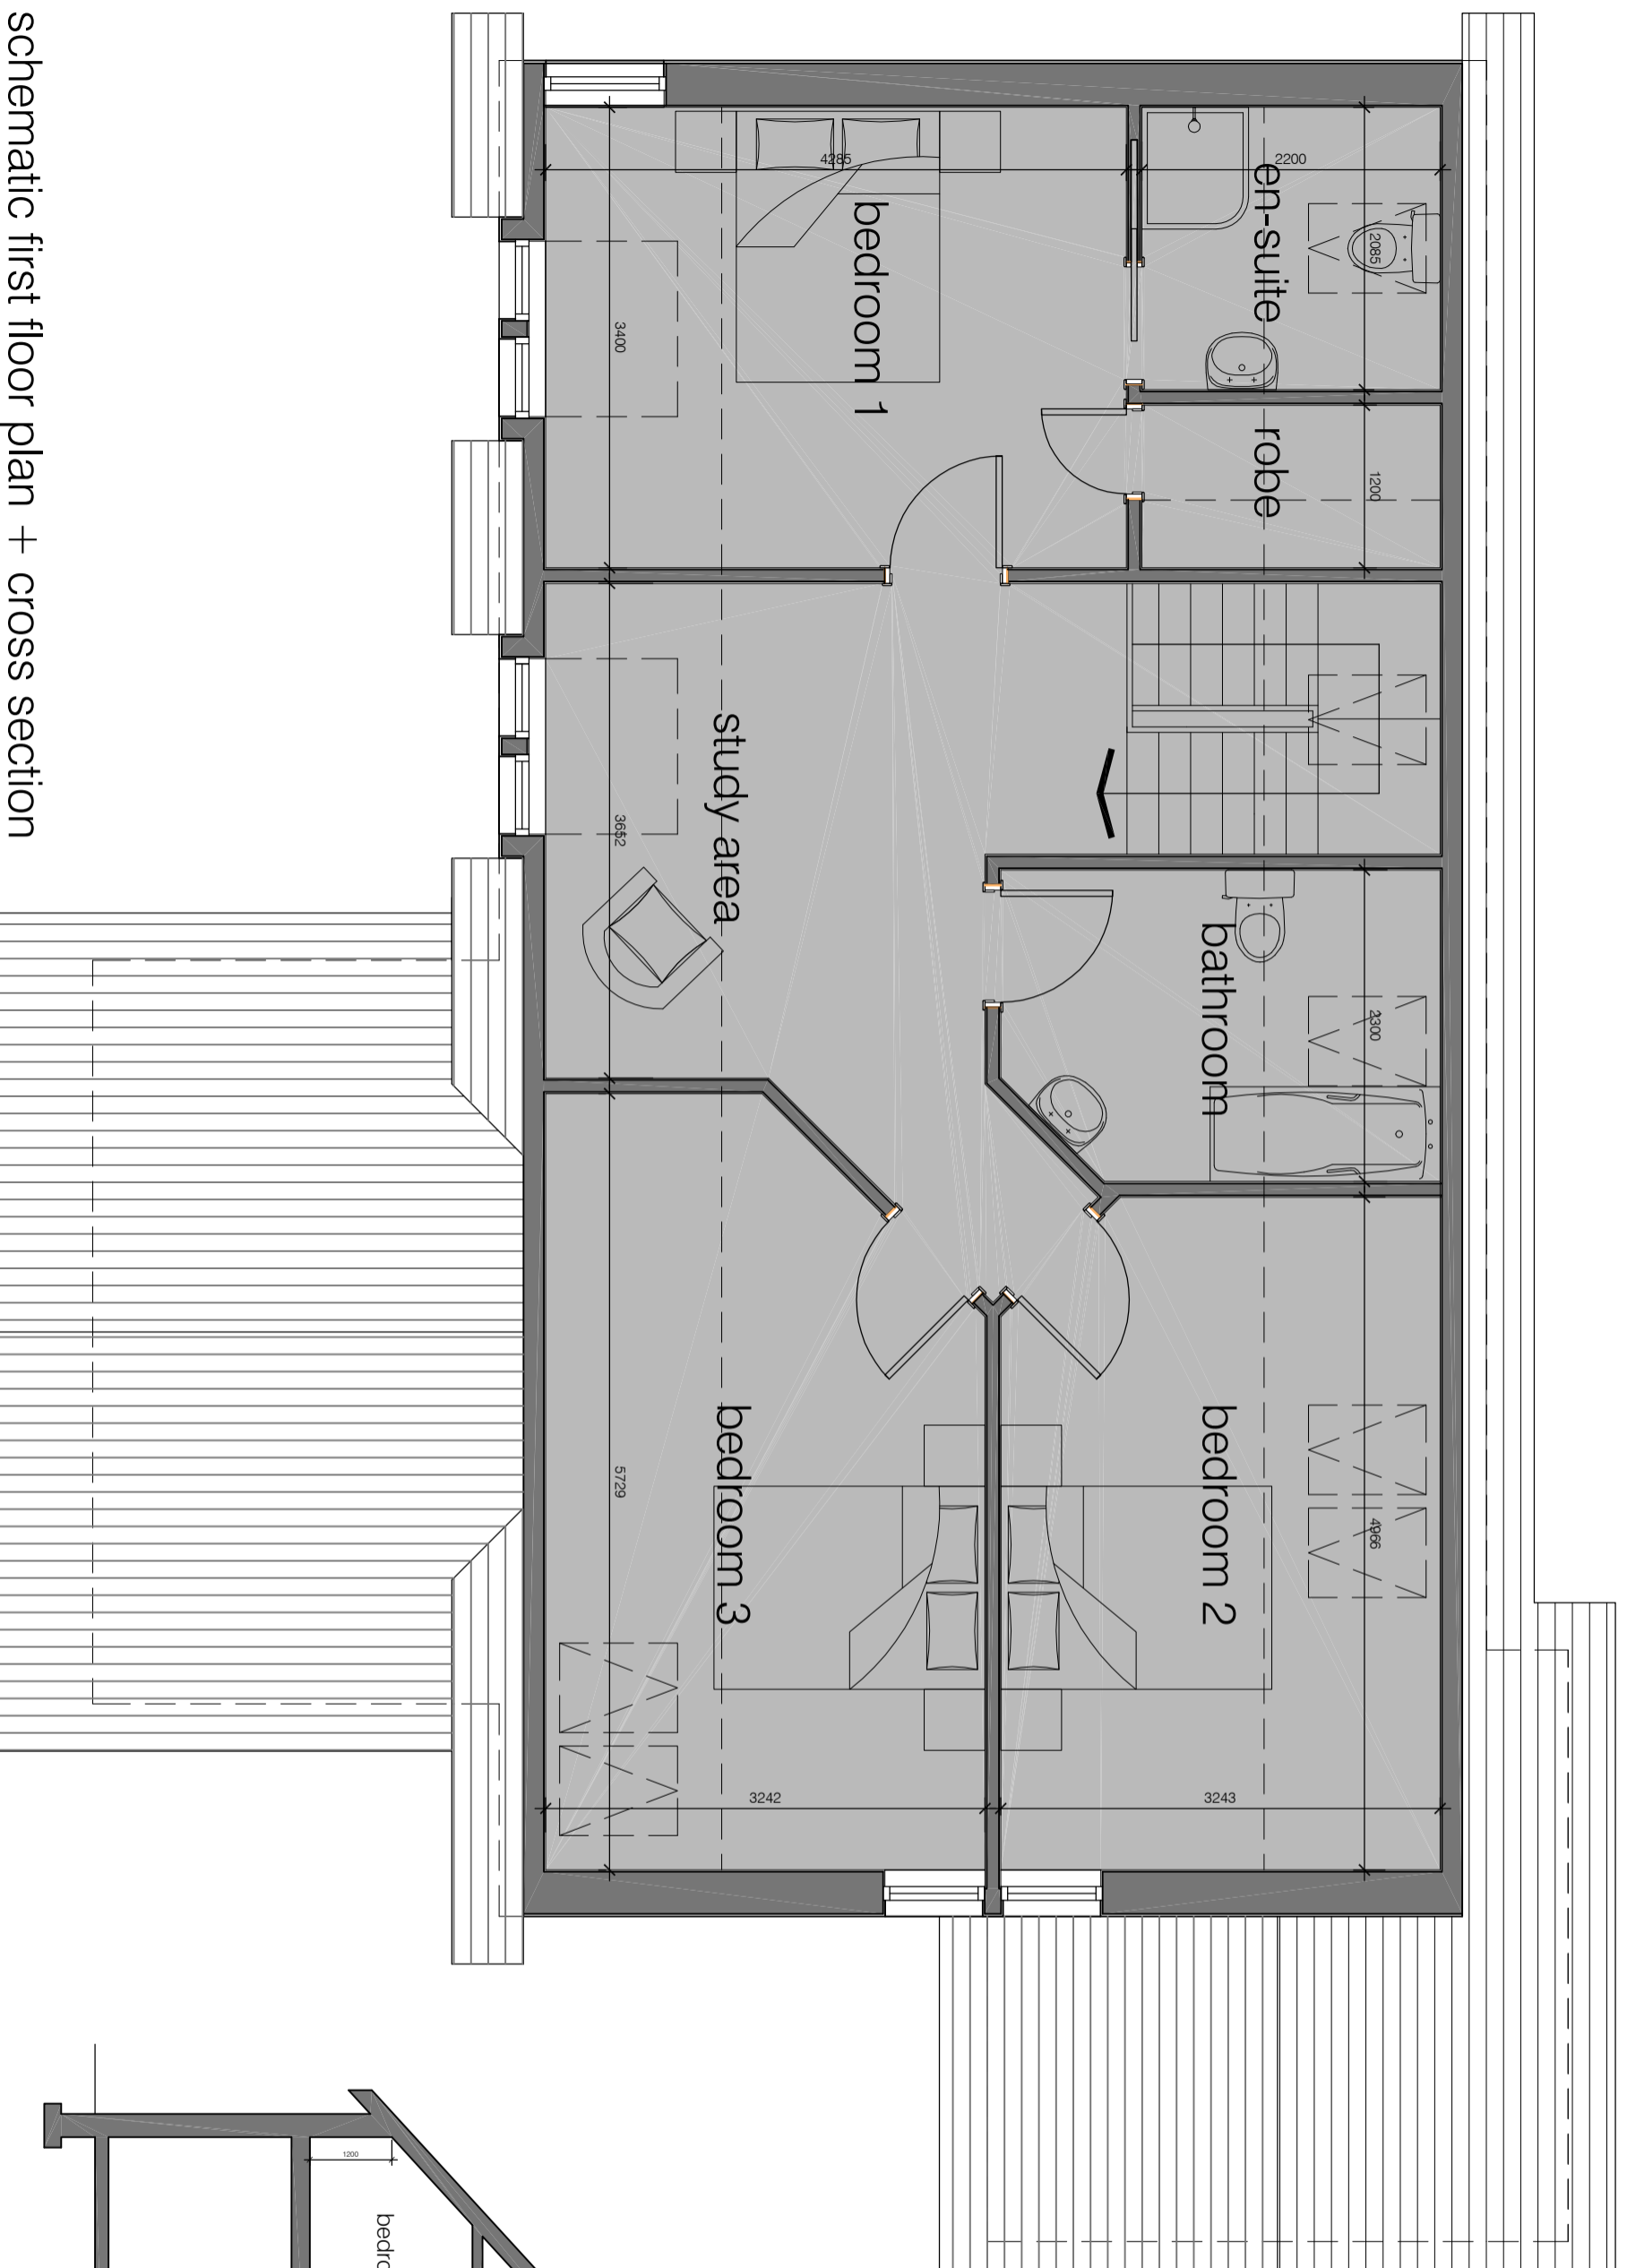 en-suite
robe
bathroom
bedroom 2
bedroom 1
study area
bedroom 3
2200
4285
2085
1200
2300
4966
3400
3652
5729
3243
3242
1200
bedro
schematic first floor plan + cross section